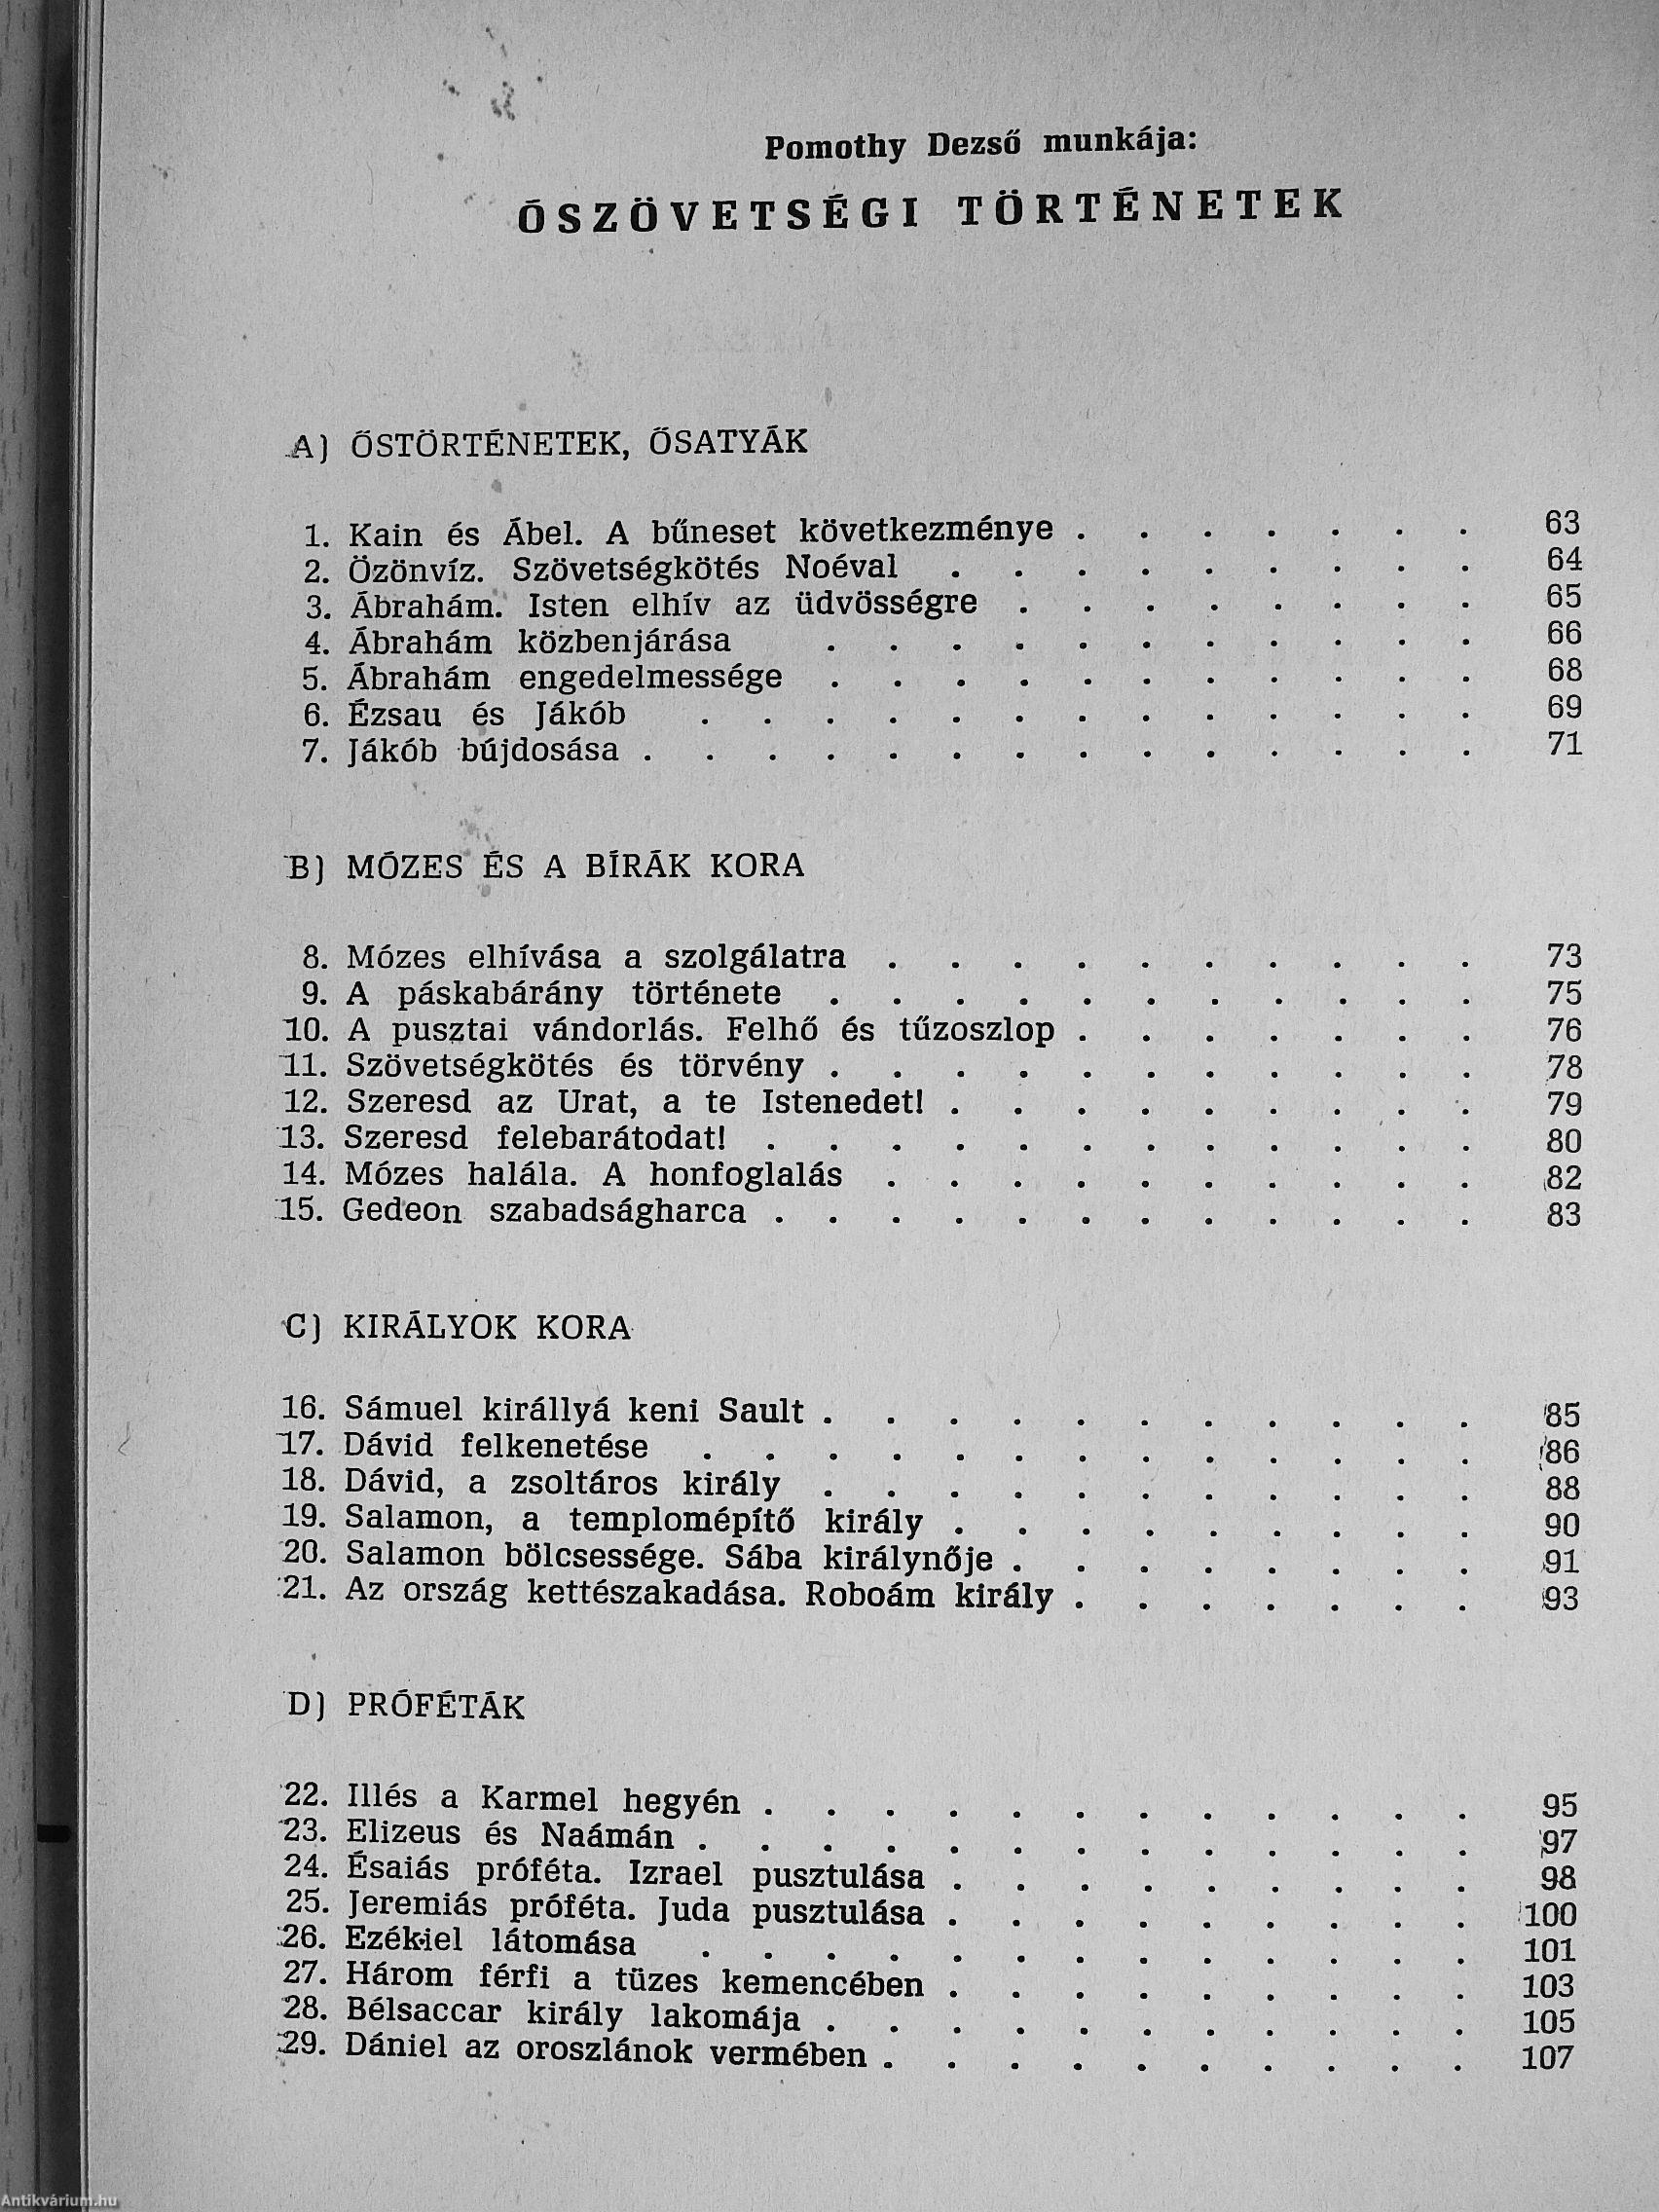 Pomothy Dezső munkája:
ÓSZÖVETSÉGI TÖRTÉNETEK
A) ŐSTÖRTÉNETEK, ŐSATYÁK
1. Kain és Ábel. A bűneset következménye . . . . . . . 63
2. Özönvíz. Szövetségkötés Noéval . . . . . . . . . 64
3. Ábrahám. Isten elhív az üdvösségre . . . . . . . . 65
4. Ábrahám közbenjárása . . . . . . . . . . . 66
5. Ábrahám engedelmessége . . . . . . . . . . . 68
6. Ézsau és Jákób . . . . . . . . . . . . . 69
7. Jákób bújdosása . . . . . . . . . . . . . . 71
B) MÓZES ÉS A BÍRÁK KORA
8. Mózes elhívása a szolgálatra . . . . . . . . . . 73
9. A páskabárány története . . . . . . . . . . . 75
10. A pusztai vándorlás. Felhő és tűzoszlop . . . . . . . 76
11. Szövetségkötés és törvény . . . . . . . . . . . 78
12. Szeresd az Urat, a te Istenedet! . . . . . . . . . 79
13. Szeresd felebarátodat! . . . . . . . . . . . . 80
14. Mózes halála. A honfoglalás . . . . . . . . . . 82
15. Gedeon szabadságharca . . . . . . . . . . . . 83
C) KIRÁLYOK KORA
16. Sámuel királlyá keni Sault . . . . . . . . . . . 85
17. Dávid felkenetése . . . . . . . . . . . . . 86
18. Dávid, a zsoltáros király . . . . . . . . . . . 88
19. Salamon, a templomépítő király . . . . . . . . . 90
20. Salamon bölcsessége. Sába királynője . . . . . . . . 91
21. Az ország kettészakadása. Roboám király . . . . . . . 93
D) PRÓFÉTÁK
22. Illés a Karmel hegyén . . . . . . . . . . . . 95
23. Elizeus és Naámán . . . . . . . . . . . . . 97
24. Ésaiás próféta. Izrael pusztulása . . . . . . . . . 98
25. Jeremiás próféta. Juda pusztulása . . . . . . . . . 100
26. Ezékiel látomása . . . . . . . . . . . . . 101
27. Három férfi a tüzes kemencében . . . . . . . . . 103
28. Bélsaccar király lakomája . . . . . . . . . . . 105
29. Dániel az oroszlánok vermében . . . . . . . . . . 107
Antikvárium.hu